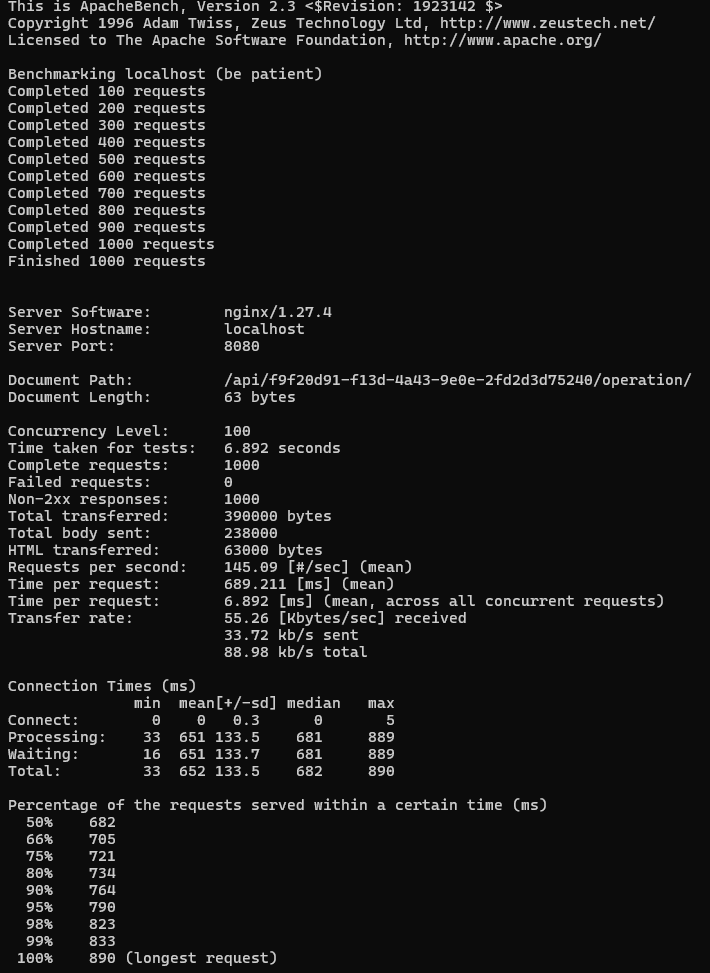 This is ApacheBench, Version 2.3 <$Revision: 1923142 $>
Copyright 1996 Adam Twiss, Zeus Technology Ltd, http://www.zeustech.net/
Licensed to The Apache Software Foundation, http://www.apache.org/

Benchmarking localhost (be patient)
Completed 100 requests
Completed 200 requests
Completed 300 requests
Completed 400 requests
Completed 500 requests
Completed 600 requests
Completed 700 requests
Completed 800 requests
Completed 900 requests
Completed 1000 requests
Finished 1000 requests


Server Software:        nginx/1.27.4
Server Hostname:        localhost
Server Port:            8080

Document Path:          /api/f9f20d91-f13d-4a43-9e0e-2fd2d3d75240/operation/
Document Length:        63 bytes

Concurrency Level:      100
Time taken for tests:   6.892 seconds
Complete requests:      1000
Failed requests:        0
Non-2xx responses:      1000
Total transferred:      390000 bytes
Total body sent:        238000
HTML transferred:       63000 bytes
Requests per second:    145.09 [#/sec] (mean)
Time per request:       689.211 [ms] (mean)
Time per request:       6.892 [ms] (mean, across all concurrent requests)
Transfer rate:          55.26 [Kbytes/sec] received
                        33.72 kb/s sent
                        88.98 kb/s total

Connection Times (ms)
              min  mean[+/-sd] median   max
Connect:        0    0   0.3      0       5
Processing:    33  651 133.5    681     889
Waiting:       16  651 133.7    681     889
Total:         33  652 133.5    682     890

Percentage of the requests served within a certain time (ms)
  50%    682
  66%    705
  75%    721
  80%    734
  90%    764
  95%    790
  98%    823
  99%    833
 100%    890 (longest request)